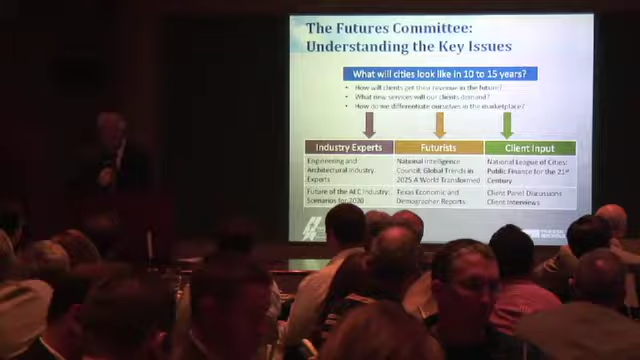 The Futures Committee:
Understanding the Key Issues
What will cities look like in 10 to 15 years?
• How will clients get their revenue in the future?
• What new services will our clients demand?
• How do we differentiate ourselves in the marketplace?
Industry Experts
Futurists
Client Input
Engineering and
Architectural Industry
Experts
National Intelligence
Council: Global Trends in
2025 A World Transformed
National League of Cities:
Public Finance for the 21st
Century
Future of the AEC Industry:
Scenarios for 2020
Texas Economic and
Demographer Reports
Client Panel Discussions
Client Interviews